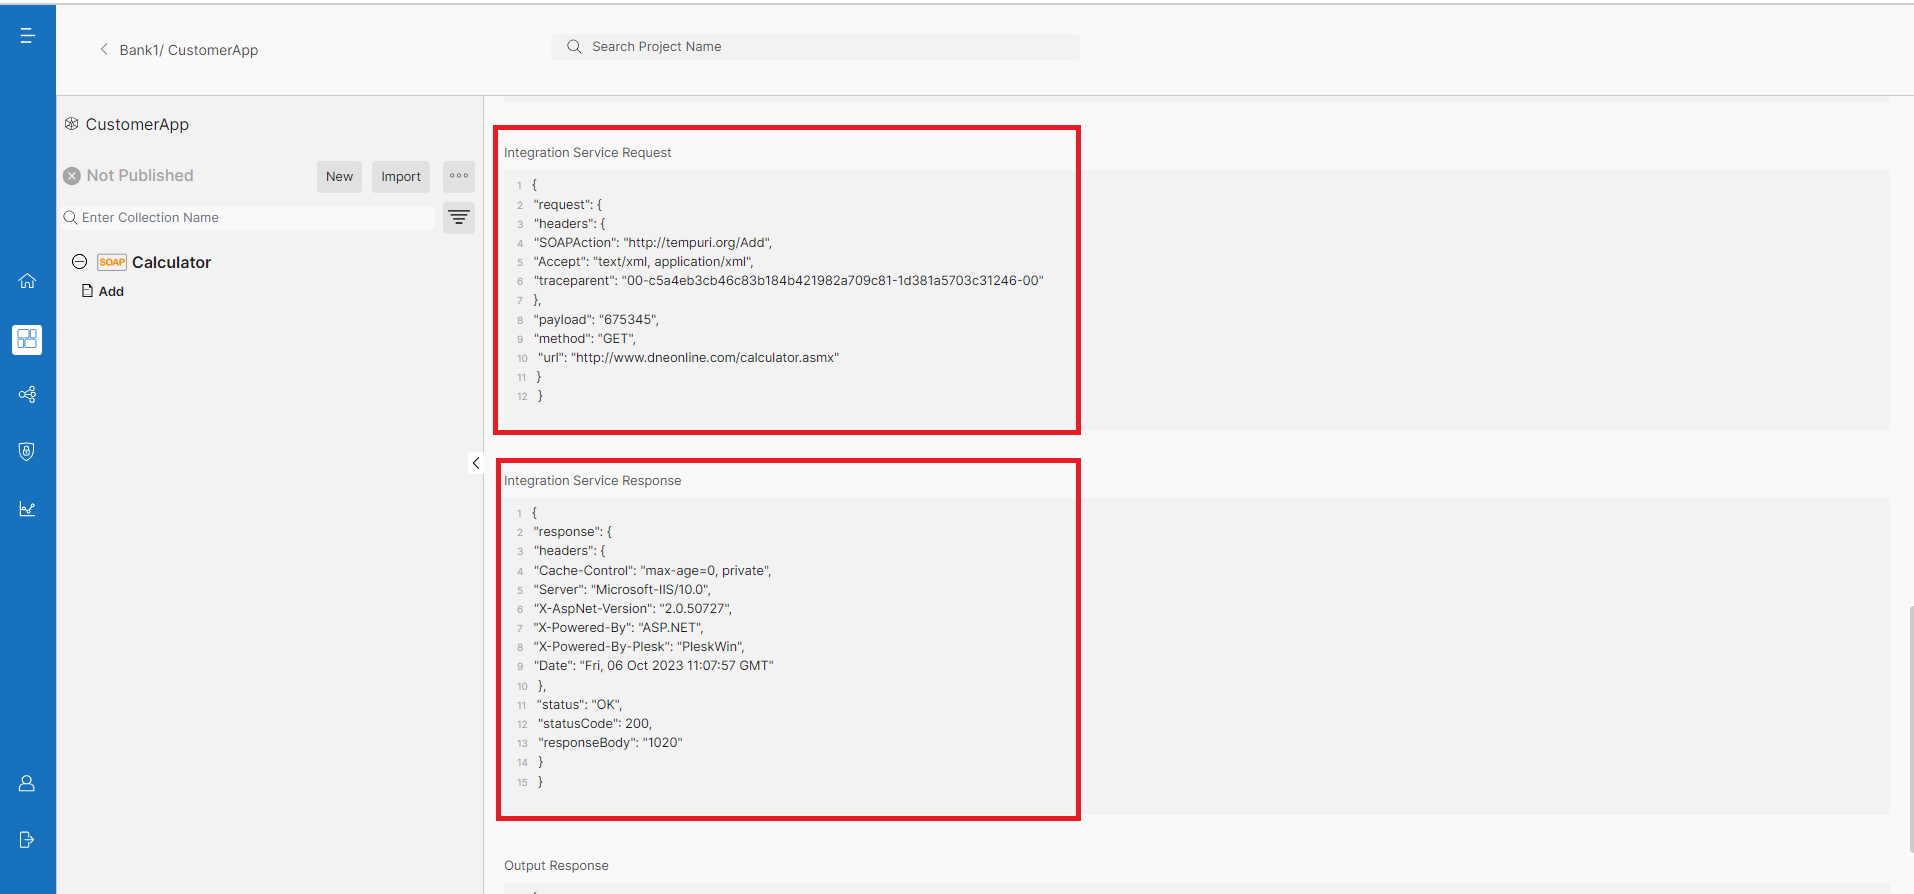 Bank1/ CustomerApp
Search Project Name
CustomerApp
Not Published
New
Import
Enter Collection Name
SOAP Calculator
Add
Integration Service Request
1 {
2 "request": {
3 "headers": {
4 "SOAPAction": "http://tempuri.org/Add",
5 "Accept": "text/xml, application/xml",
6 "traceparent": "00-c5a4eb3cb46c83b184b421982a709c81-1d381a5703c31246-00"
7 },
8 "payload": "675345",
9 "method": "GET",
10 "url": "http://www.dneonline.com/calculator.asmx"
11 }
12 }
Integration Service Response
1 {
2 "response": {
3 "headers": {
4 "Cache-Control": "max-age=0, private",
5 "Server": "Microsoft-IIS/10.0",
6 "X-AspNet-Version": "2.0.50727",
7 "X-Powered-By": "ASP.NET",
8 "X-Powered-By-Plesk": "PleskWin",
9 "Date": "Fri, 06 Oct 2023 11:07:57 GMT"
10 },
11 "status": "OK",
12 "statusCode": 200,
13 "responseBody": "1020"
14 }
15 }
Output Response